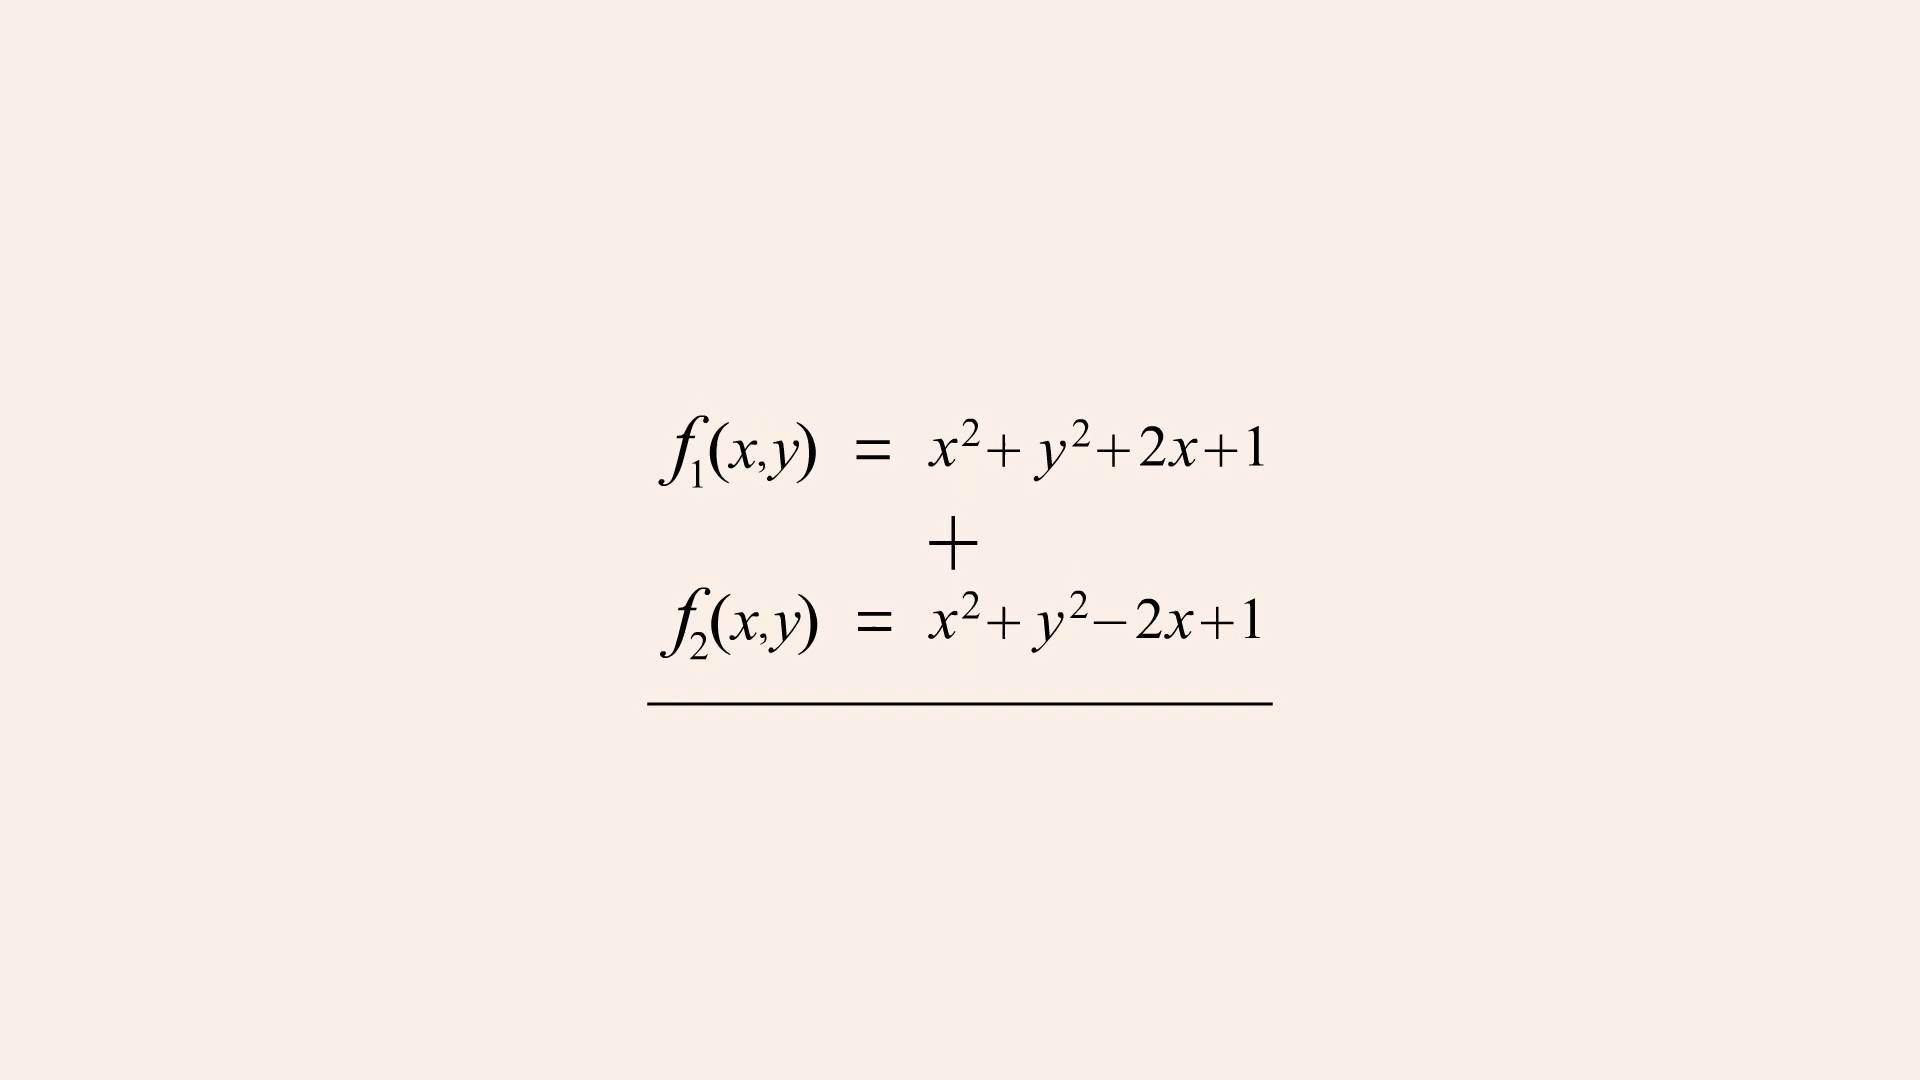 f₁(x,y) = x²+ y²+2x+1
+
f₂(x,y) = x²+ y²−2x+1